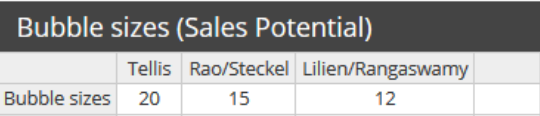 Bubble sizes (Sales Potential)
Tellis Rao/Steckel Lilien/Rangaswamy
Bubble sizes 20 15 12